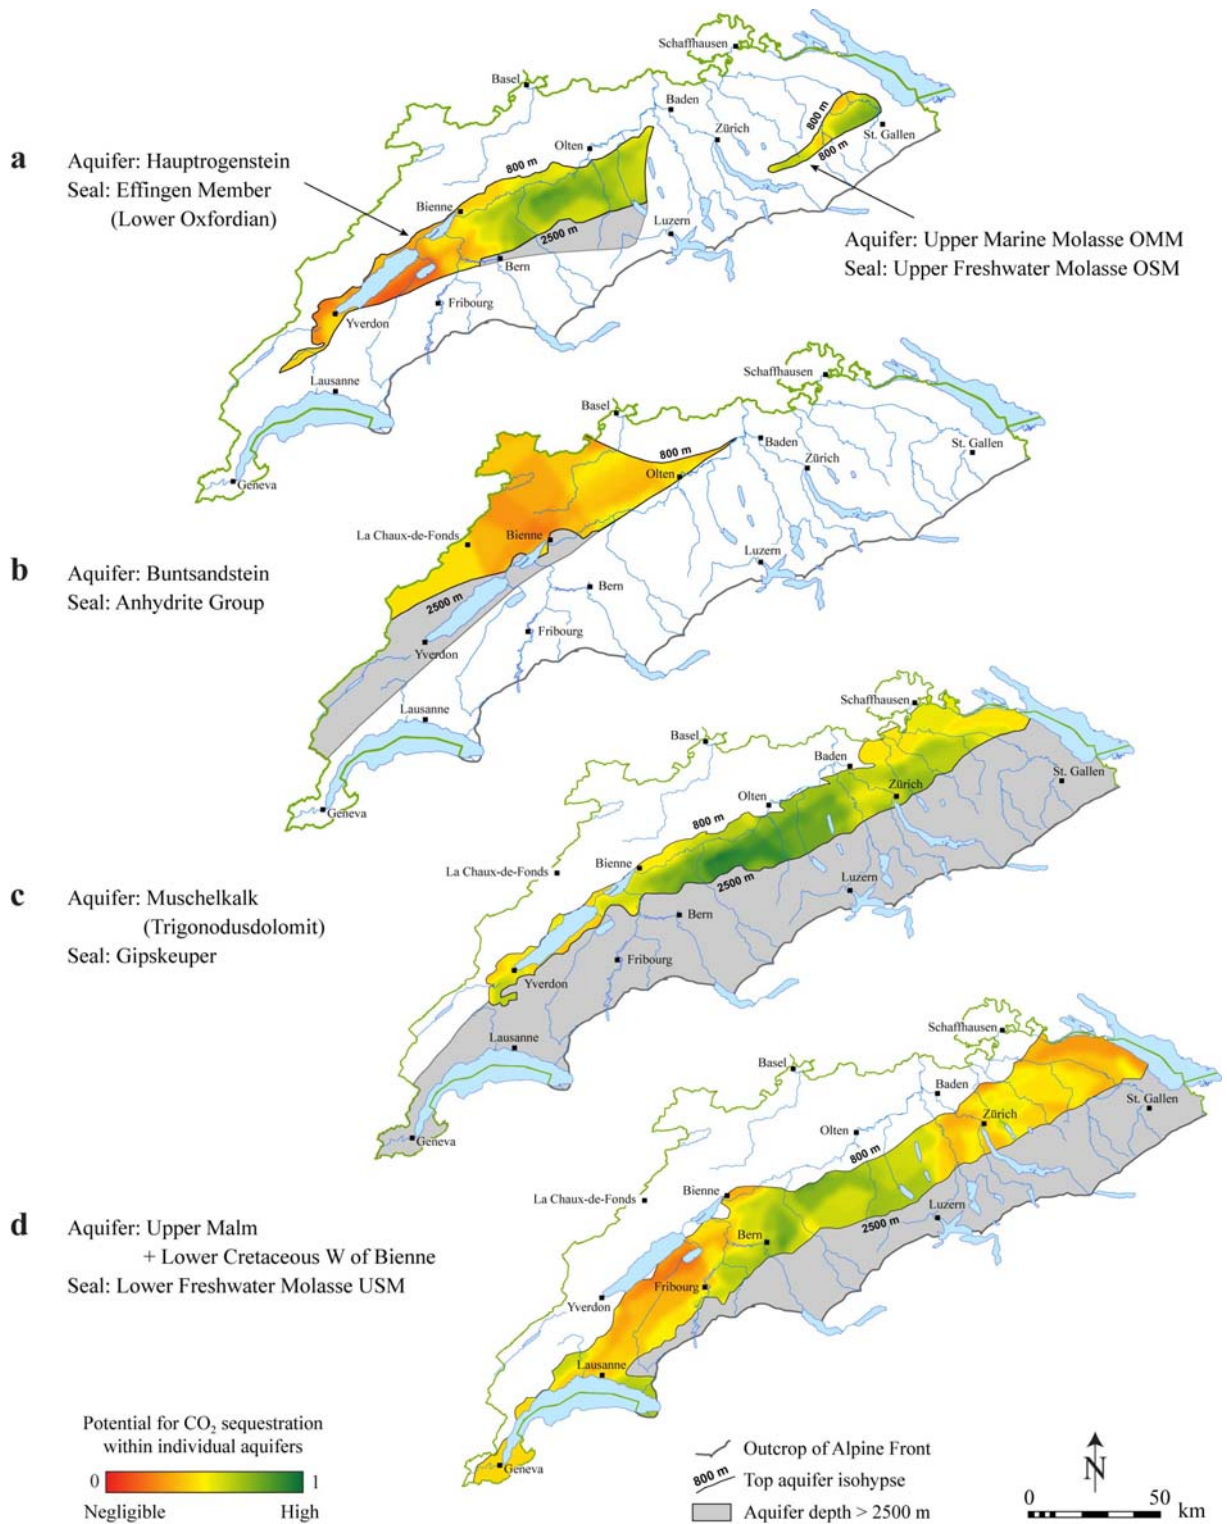 Schaffhausen
Basel
Baden
Zürich
800 m
St. Gallen
800 m
a
Aquifer: Hauptrogenstein
Seal: Effingen Member
(Lower Oxfordian)
Olten
800 m
Bienne
2500 m
Luzern
Bern
Aquifer: Upper Marine Molasse OMM
Seal: Upper Freshwater Molasse OSM
Fribourg
Yverdon
Lausanne
Geneva
Schaffhausen
Basel
800 m
Baden
St. Gallen
Zürich
Olten
La Chaux-de-Fonds
Bienne
Luzern
b
Aquifer: Buntsandstein
Seal: Anhydrite Group
2500 m
Bern
Fribourg
Yverdon
Lausanne
Geneva
Schaffhausen
Basel
Baden
St. Gallen
Zürich
Olten
800 m
La Chaux-de-Fonds
Bienne
2500 m
Luzern
c
Aquifer: Muschelkalk
(Trigonodusdolomit)
Seal: Gipskeuper
Bern
Fribourg
Yverdon
Lausanne
Geneva
Schaffhausen
Basel
Baden
St. Gallen
Zürich
Olten
800 m
La Chaux-de-Fonds
Bienne
Luzern
2500 m
d
Aquifer: Upper Malm
+ Lower Cretaceous W of Bienne
Seal: Lower Freshwater Molasse USM
Bern
Fribourg
Yverdon
Lausanne
Geneva
Potential for CO₂ sequestration
within individual aquifers
0 1
Negligible High
Outcrop of Alpine Front
800 m Top aquifer isohypse
Aquifer depth > 2500 m
N
0 50
km